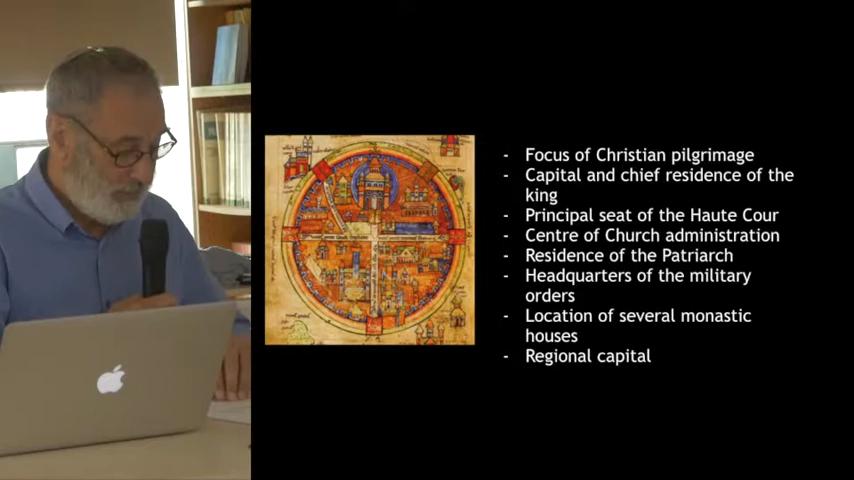 - Focus of Christian pilgrimage
- Capital and chief residence of the
king
- Principal seat of the Haute Cour
- Centre of Church administration
- Residence of the Patriarch
- Headquarters of the military
orders
- Location of several monastic
houses
- Regional capital